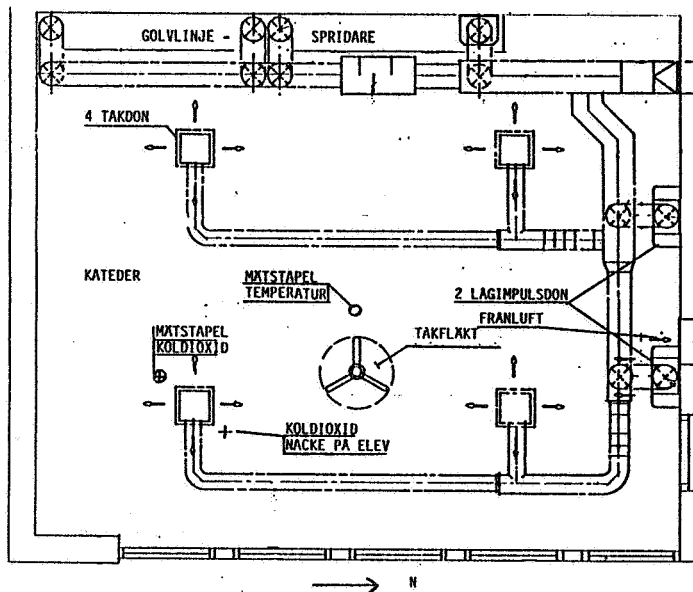 GOLVLINJE - SPRIDARE
4 TAKDON
KATEDER
MÄTSTAPEL
TEMPERATUR
2 LÅGIMPULSDON
FRÅNLUFT
TAKFLÄKT
MÄTSTAPEL
KOLDIOXID
KOLDIOXID
NACKE PÅ ELEV
N